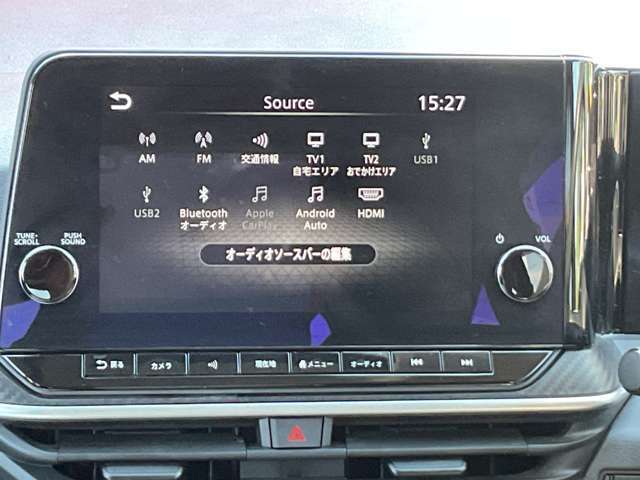 Source
15:27
AM
FM
交通情報
TV1
自宅エリア
TV2
おでかけエリア
USB1
USB2
Bluetooth
オーディオ
Apple
CarPlay
Android
Auto
HDMI
オーディオソースバーの編集
TUNE・
SCROLL
PUSH
SOUND
VOL
戻る
カメラ
現在地
メニュー
オーディオ